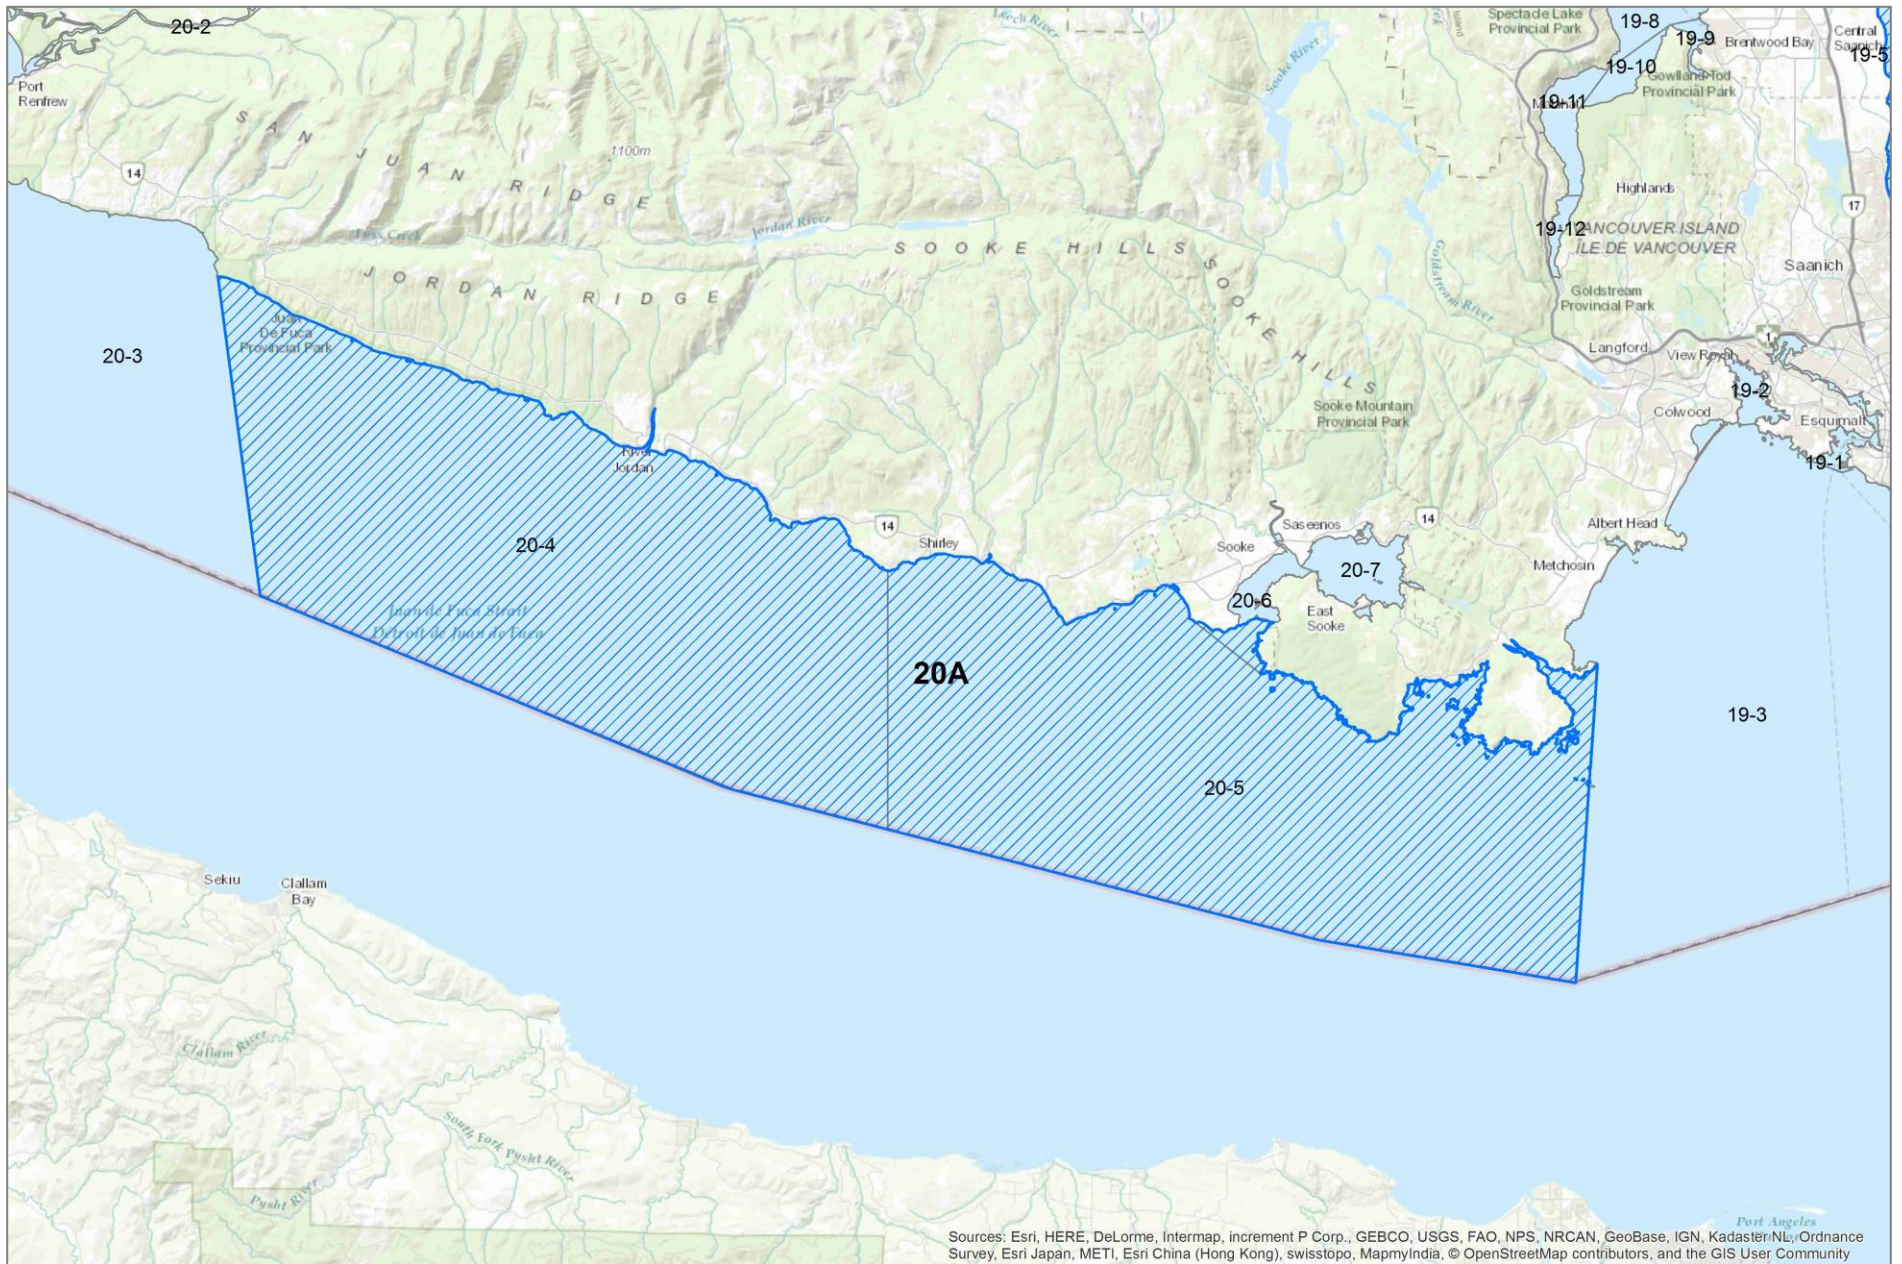 20-2
Leech River
Spectacle Lake
Provincial Park
19-8
19-9
Brentwood Bay
Central
Saanich
19-5
Port
Renfrew
Sooke River
19-10
Gowlland Tod
Provincial Park
19-11
14
SAN JUAN RIDGE
1100m
Highlands
17
Loss Creek
Jordan River
SOOKE HILLS
SOOKE HILLS
Goldstream River
19-12
VANCOUVER ISLAND
ÎLE DE VANCOUVER
Saanich
JORDAN RIDGE
Goldstream
Provincial Park
Juan
De Fuca
Provincial Park
20-3
Langford
View Royal
1
19-2
Sooke Mountain
Provincial Park
Colwood
Esquimalt
19-1
River
Jordan
14
Shirley
Saseenos
14
Albert Head
20-4
Sooke
Metchosin
20-7
20-6
East
Sooke
Juan de Fuca Strait
Détroit de Juan de Fuca
20A
19-3
20-5
Sekiu
Clallam
Bay
Clallam River
South Fork Pysht River
Pysht River
Port Angeles
Sources: Esri, HERE, DeLorme, Intermap, increment P Corp., GEBCO, USGS, FAO, NPS, NRCAN, GeoBase, IGN, Kadaster NL, Ordnance
Survey, Esri Japan, METI, Esri China (Hong Kong), swisstopo, MapmyIndia, © OpenStreetMap contributors, and the GIS User Community